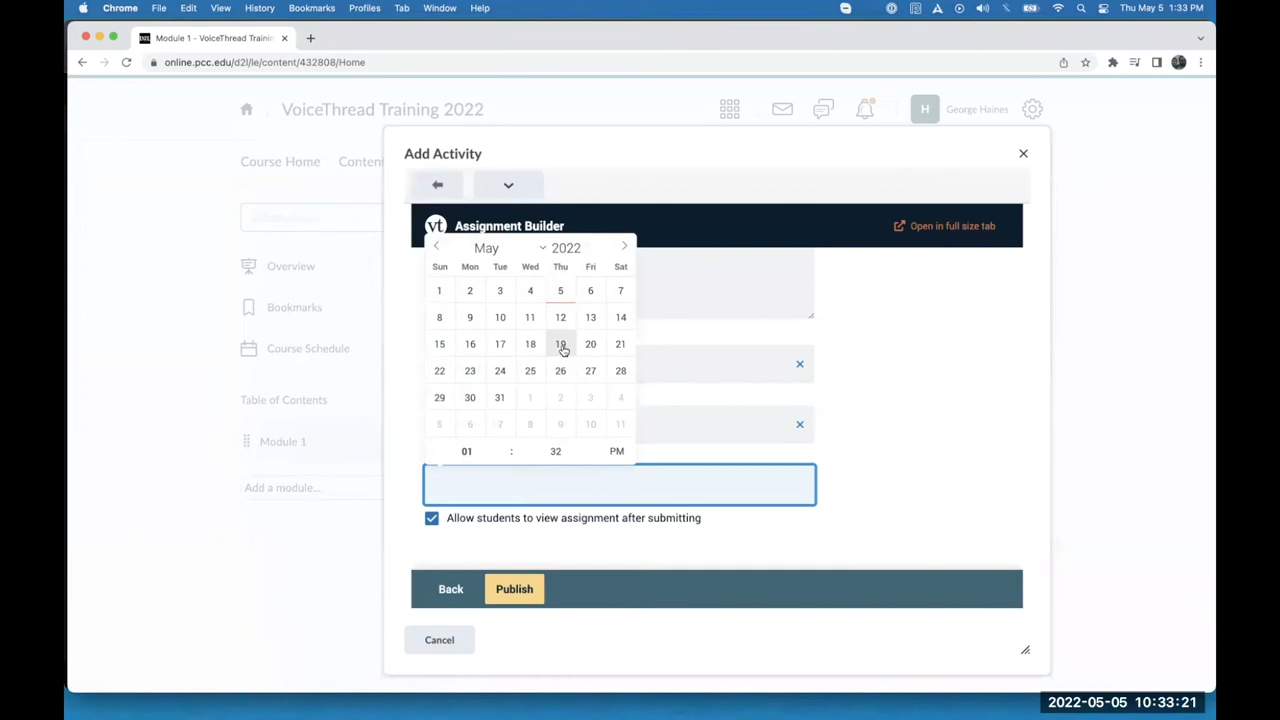 Chrome File Edit View History Bookmarks Profiles Tab Window Help Thu May 5 1:33 PM
Module 1 - VoiceThread Trainin
online.pcc.edu/d2l/le/content/432808/Home
VoiceThread Training 2022 H George Haines
Course Home Content
Overview
Bookmarks
Course Schedule
Table of Contents
Module 1
Add a module...
Add Activity
vt Assignment Builder Open in full size tab
May 2022
Sun Mon Tue Wed Thu Fri Sat
1 2 3 4 5 6 7
8 9 10 11 12 13 14
15 16 17 18 19 20 21
22 23 24 25 26 27 28
29 30 31 1 2 3 4
5 6 7 8 9 10 11
01 : 32 PM
Allow students to view assignment after submitting
Back Publish
Cancel
2022-05-05 10:33:21